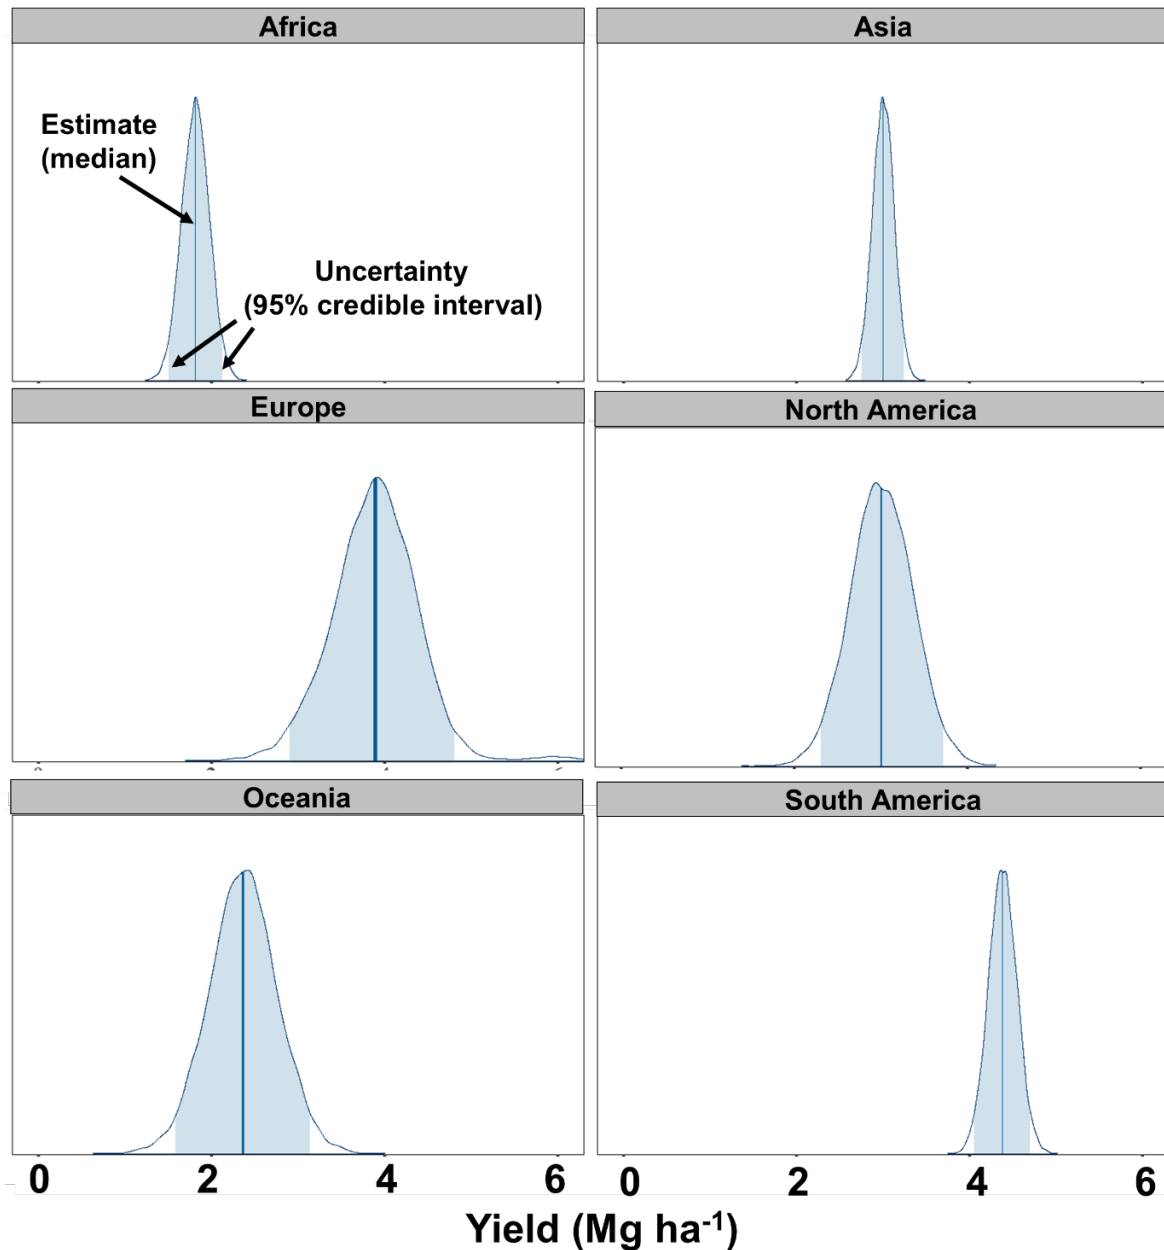 Africa
Asia
Estimate
(median)
Uncertainty
(95% credible interval)
Europe
North America
Oceania
South America
0 2 4 6
0 2 4 6
Yield (Mg ha⁻¹)